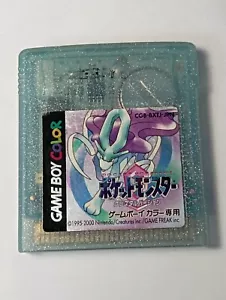 CGB-BXTJ-JPN
GAME BOY COLOR
ポケットモンスター
ゲームボーイ カラー専用
©1995-2000 Nintendo/Creatures inc./GAME FREAK inc.